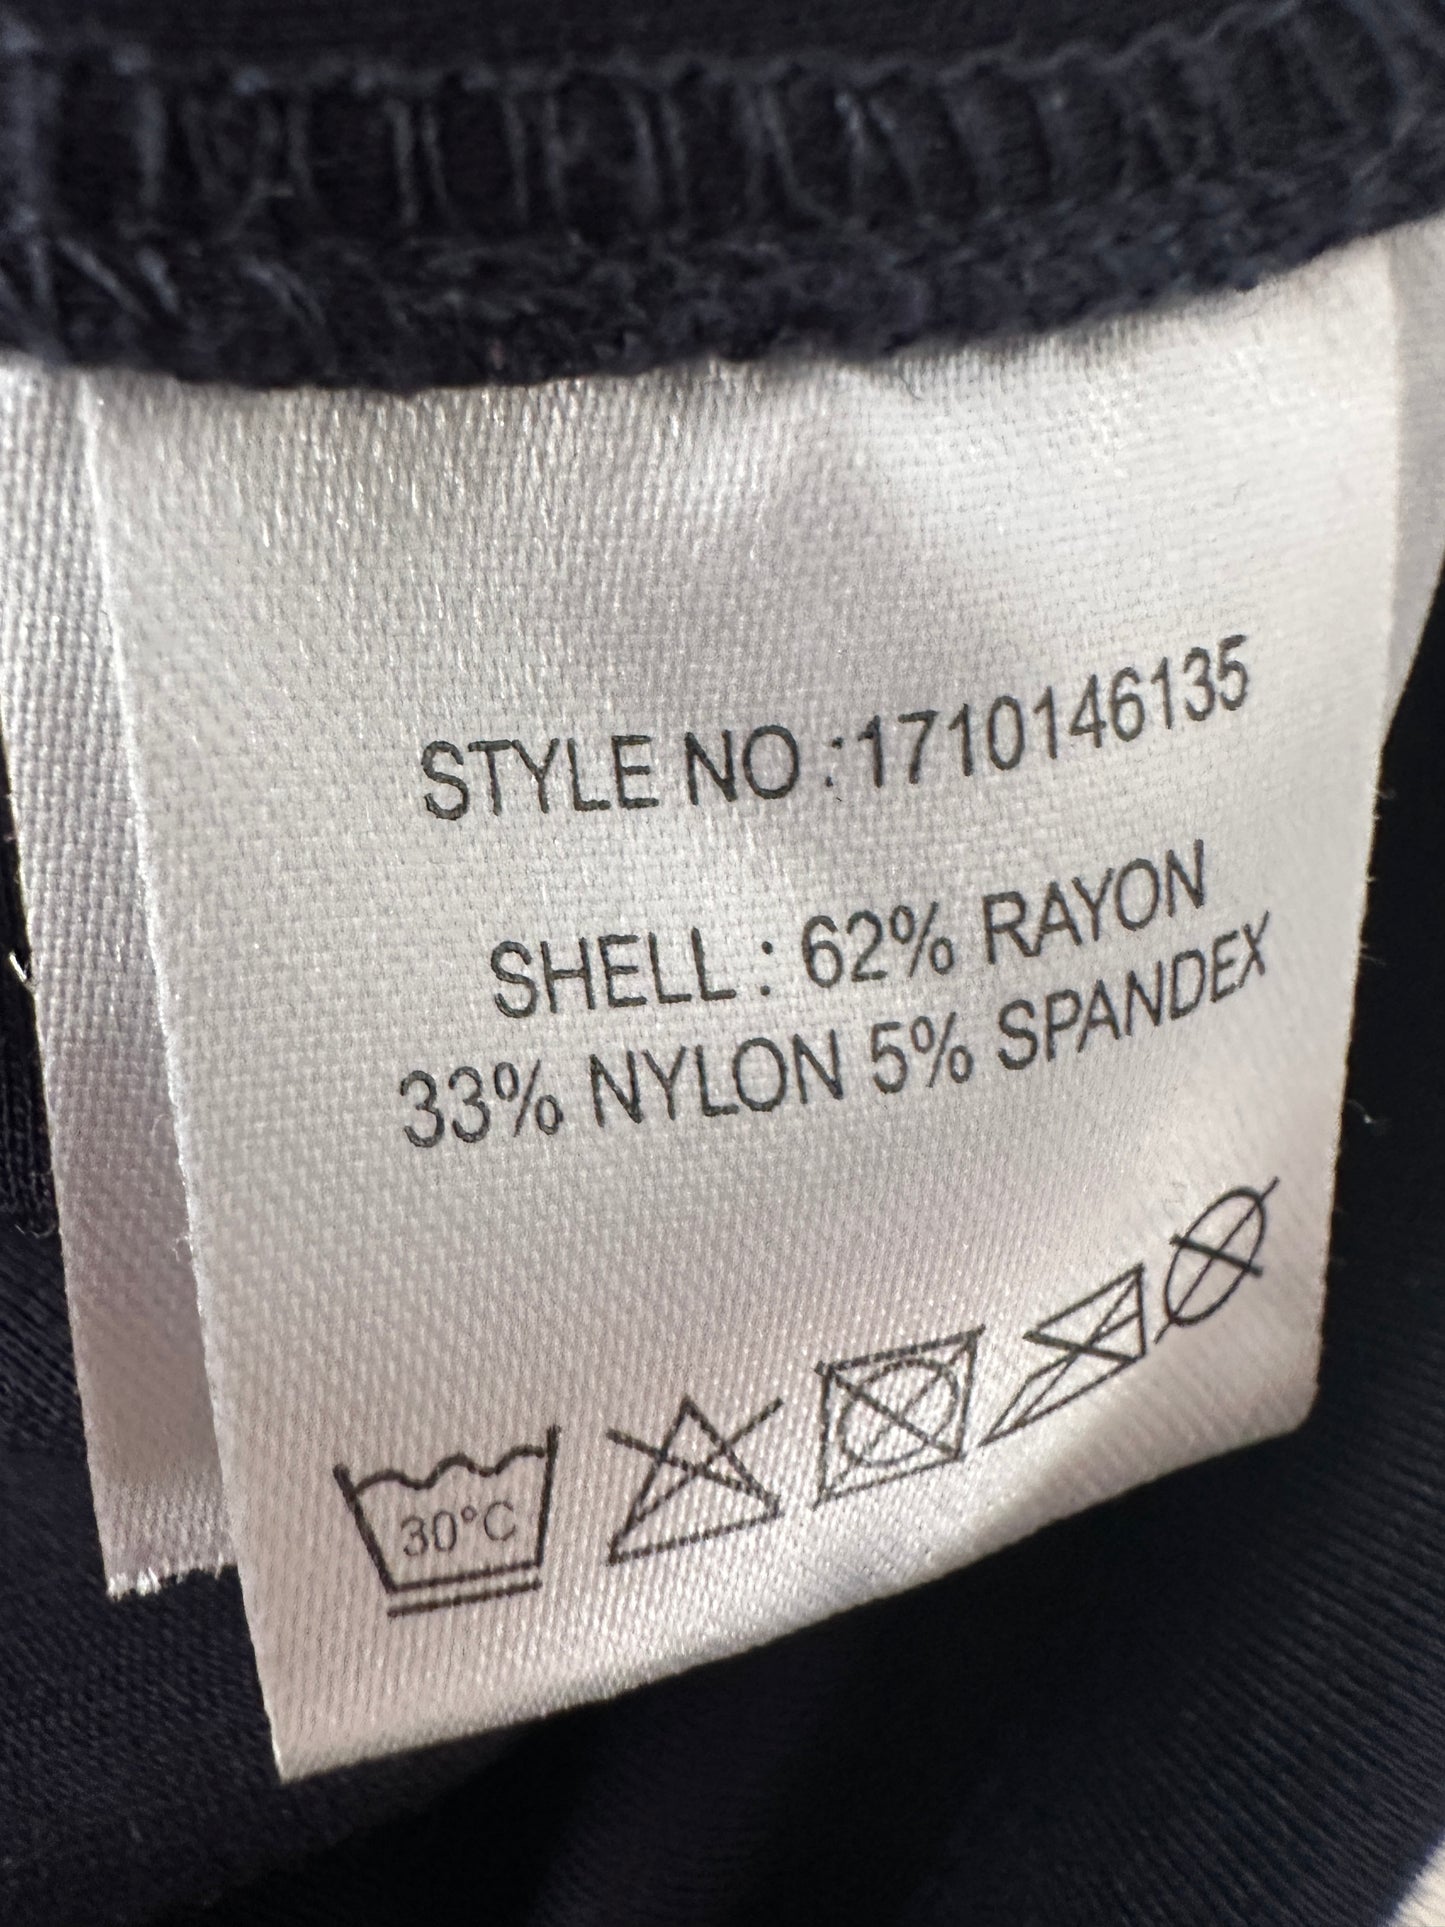 STYLE NO :1710146135
SHELL : 62% RAYON
33% NYLON 5% SPANDEX
30°C